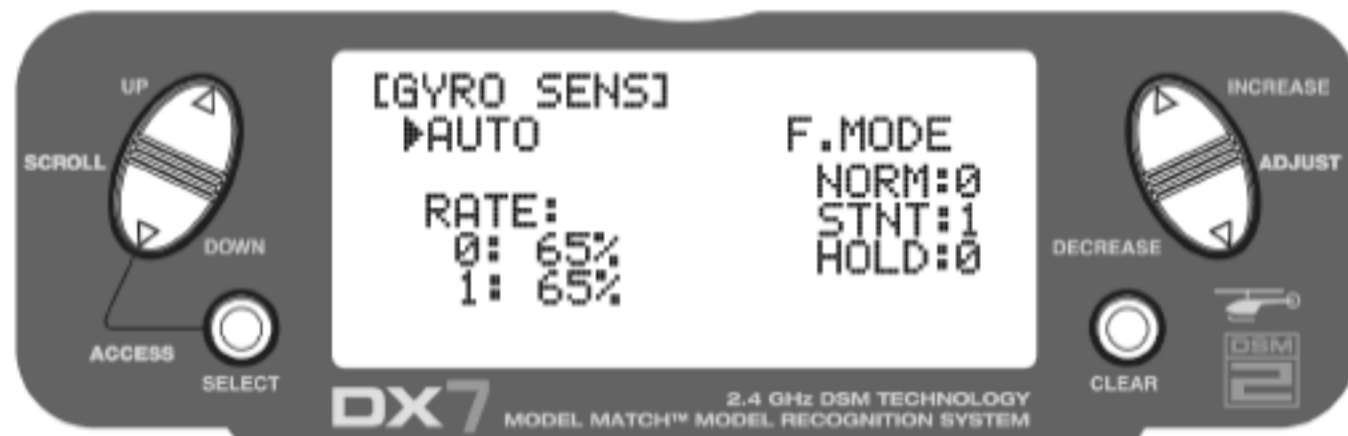 UP
SCROLL
DOWN
ACCESS
SELECT
[GYRO SENS]
AUTO
RATE:
0: 65%
1: 65%
F.MODE
NORM:0
STNT:1
HOLD:0
INCREASE
ADJUST
DECREASE
CLEAR
DSM
2
DX7
2.4 GHz DSM TECHNOLOGY
MODEL MATCH™ MODEL RECOGNITION SYSTEM